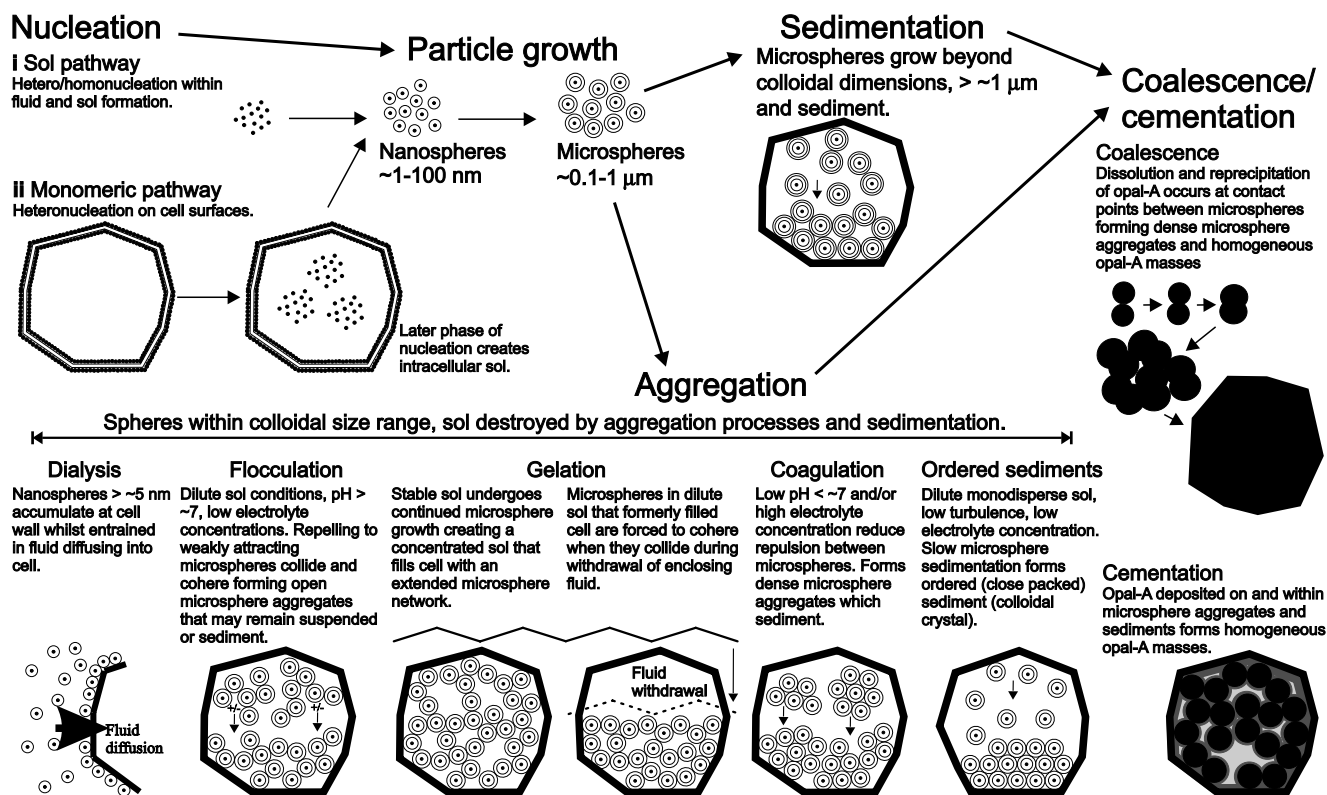 Nucleation
i Sol pathway
Hetero/homonucleation within
fluid and sol formation.
ii Monomeric pathway
Heteronucleation on cell surfaces.
Later phase of
nucleation creates
intracellular sol.
Particle growth
Nanospheres
~1-100 nm
Microspheres
~0.1-1 μm
Sedimentation
Microspheres grow beyond
colloidal dimensions, > ~1 μm
and sediment.
Coalescence/
cementation
Coalescence
Dissolution and reprecipitation
of opal-A occurs at contact
points between microspheres
forming dense microsphere
aggregates and homogeneous
opal-A masses
Aggregation
Spheres within colloidal size range, sol destroyed by aggregation processes and sedimentation.
Dialysis
Nanospheres > ~5 nm
accumulate at cell
wall whilst entrained
in fluid diffusing into
cell.
Fluid
diffusion
Flocculation
Dilute sol conditions, pH >
~7, low electrolyte
concentrations. Repelling to
weakly attracting
microspheres collide and
cohere forming open
microsphere aggregates
that may remain suspended
or sediment.
+/-
+/-
Gelation
Stable sol undergoes
continued microsphere
growth creating a
concentrated sol that
fills cell with an
extended microsphere
network.
Microspheres in dilute
sol that formerly filled
cell are forced to cohere
when they collide during
withdrawal of enclosing
fluid.
Fluid
withdrawal
Coagulation
Low pH < ~7 and/or
high electrolyte
concentration reduce
repulsion between
microspheres. Forms
dense microsphere
aggregates which
sediment.
Ordered sediments
Dilute monodisperse sol,
low turbulence, low
electrolyte concentration.
Slow microsphere
sedimentation forms
ordered (close packed)
sediment (colloidal
crystal).
Cementation
Opal-A deposited on and within
microsphere aggregates and
sediments forms homogeneous
opal-A masses.